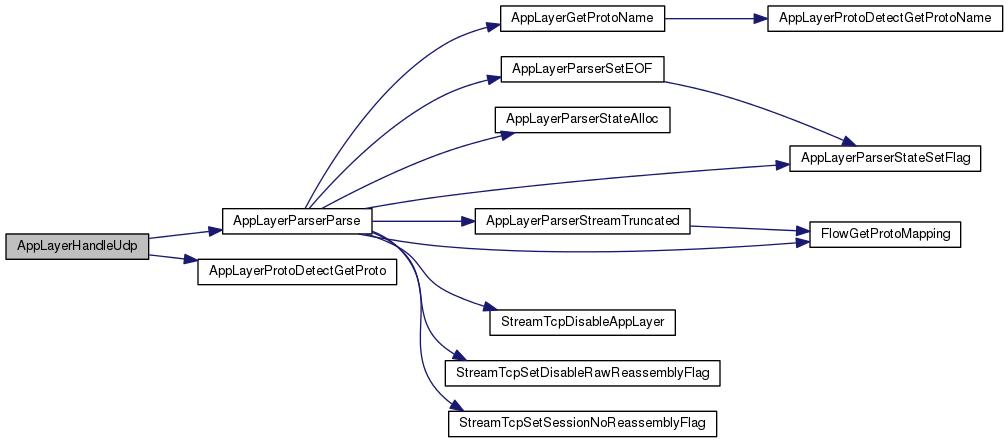 AppLayerGetProtoName
AppLayerProtoDetectGetProtoName
AppLayerParserSetEOF
AppLayerParserStateAlloc
AppLayerParserStateSetFlag
AppLayerParserParse
AppLayerParserStreamTruncated
FlowGetProtoMapping
AppLayerHandleUdp
AppLayerProtoDetectGetProto
StreamTcpDisableAppLayer
StreamTcpSetDisableRawReassemblyFlag
StreamTcpSetSessionNoReassemblyFlag